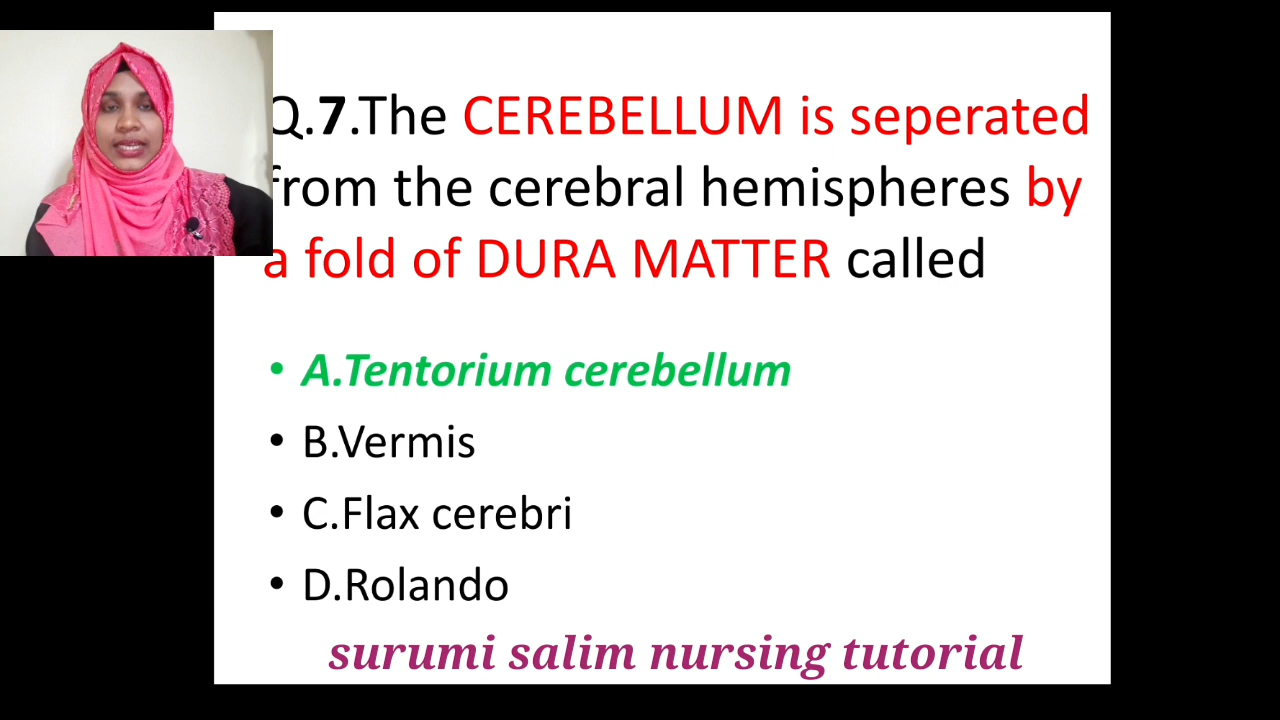 Q.7.The CEREBELLUM is seperated
from the cerebral hemispheres by
a fold of DURA MATTER called
• A.Tentorium cerebellum
• B.Vermis
• C.Flax cerebri
• D.Rolando
surumi salim nursing tutorial